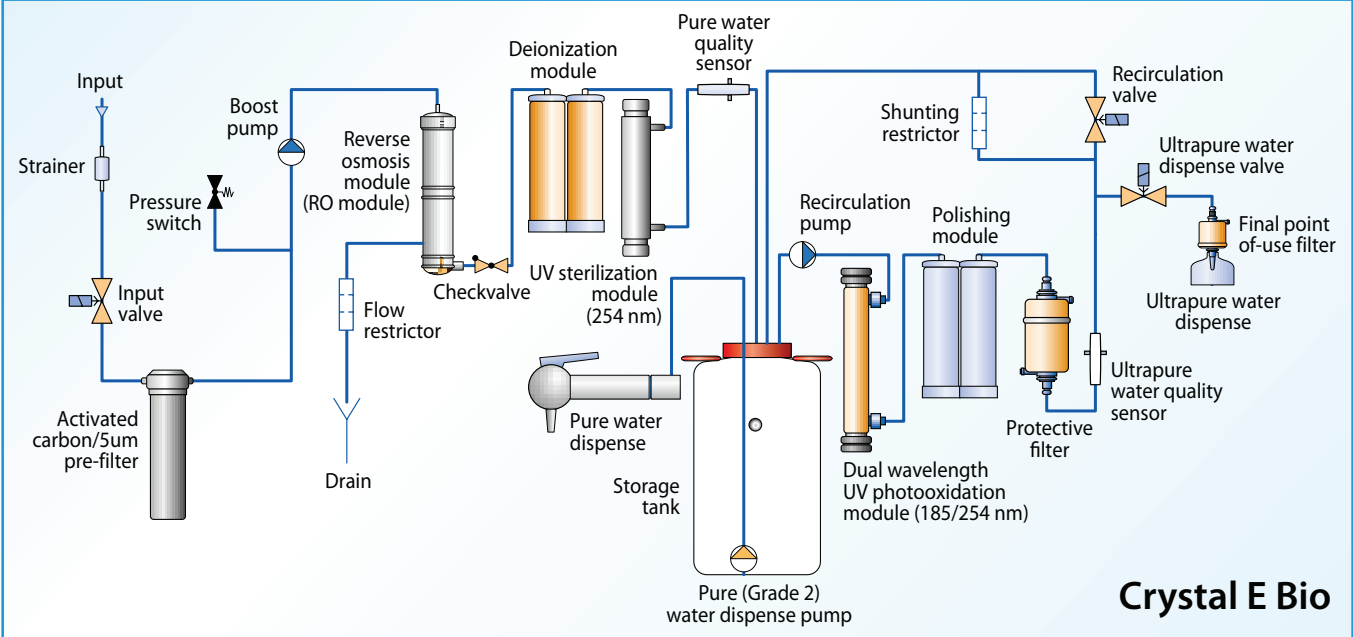 Input
Strainer
Pressure
switch
Input
valve
Activated
carbon/5um
pre-filter
Boost
pump
Reverse
osmosis
module
(RO module)
Flow
restrictor
Drain
Checkvalve
Deionization
module
UV sterilization
module
(254 nm)
Pure water
quality
sensor
Pure water
dispense
Storage
tank
Pure (Grade 2)
water dispense pump
Recirculation
pump
Dual wavelength
UV photooxidation
module (185/254 nm)
Polishing
module
Protective
filter
Ultrapure
water quality
sensor
Shunting
restrictor
Recirculation
valve
Ultrapure water
dispense valve
Final point
of-use filter
Ultrapure water
dispense
Crystal E Bio